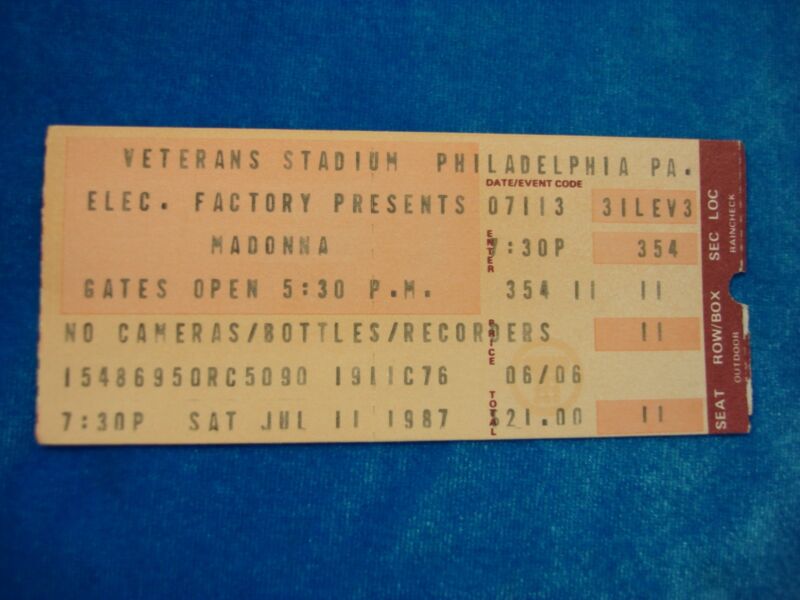 VETERANS STADIUM PHILADELPHIA PA.
DATE/EVENT CODE
ELEC. FACTORY PRESENTS 07113 31LEV3
MADONNA ENTER 7:30P 354
GATES OPEN 5:30 P.M. 354 11 11
NO CAMERAS/BOTTLES/RECORDERS PRICE 11
15486950RC5090 1911C76 06/06
7:30P SAT JUL 11 1987 TOTAL 21.00 11
SEAT ROW/BOX SEC LOC
OUTDOOR RAINCHECK